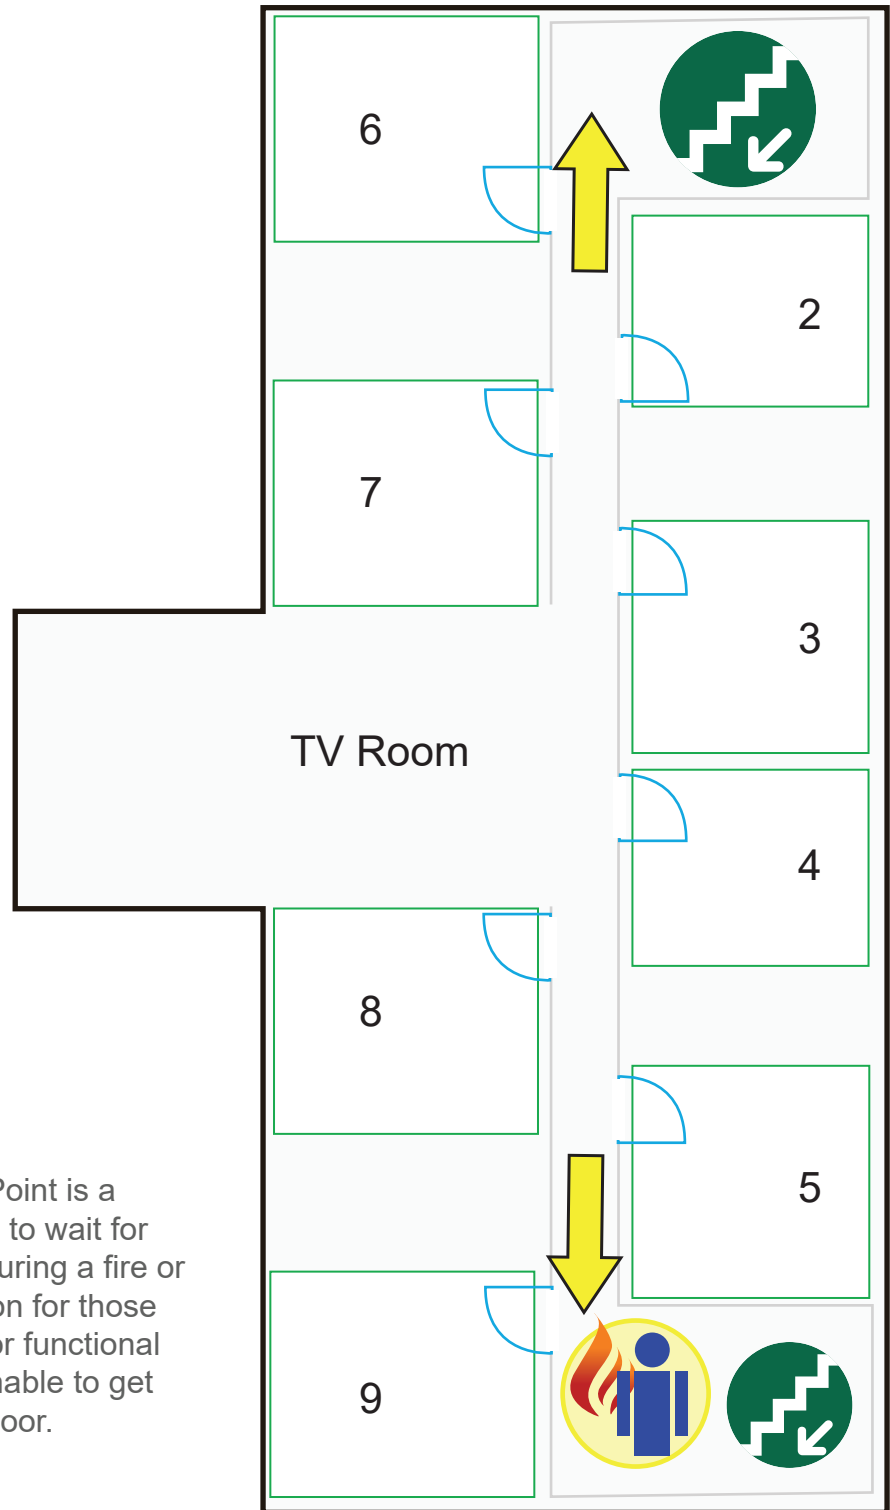 6
2
7
3
TV Room
4
8
5
9
Point is a
to wait for
uring a fire or
on for those
or functional
nable to get
oor.